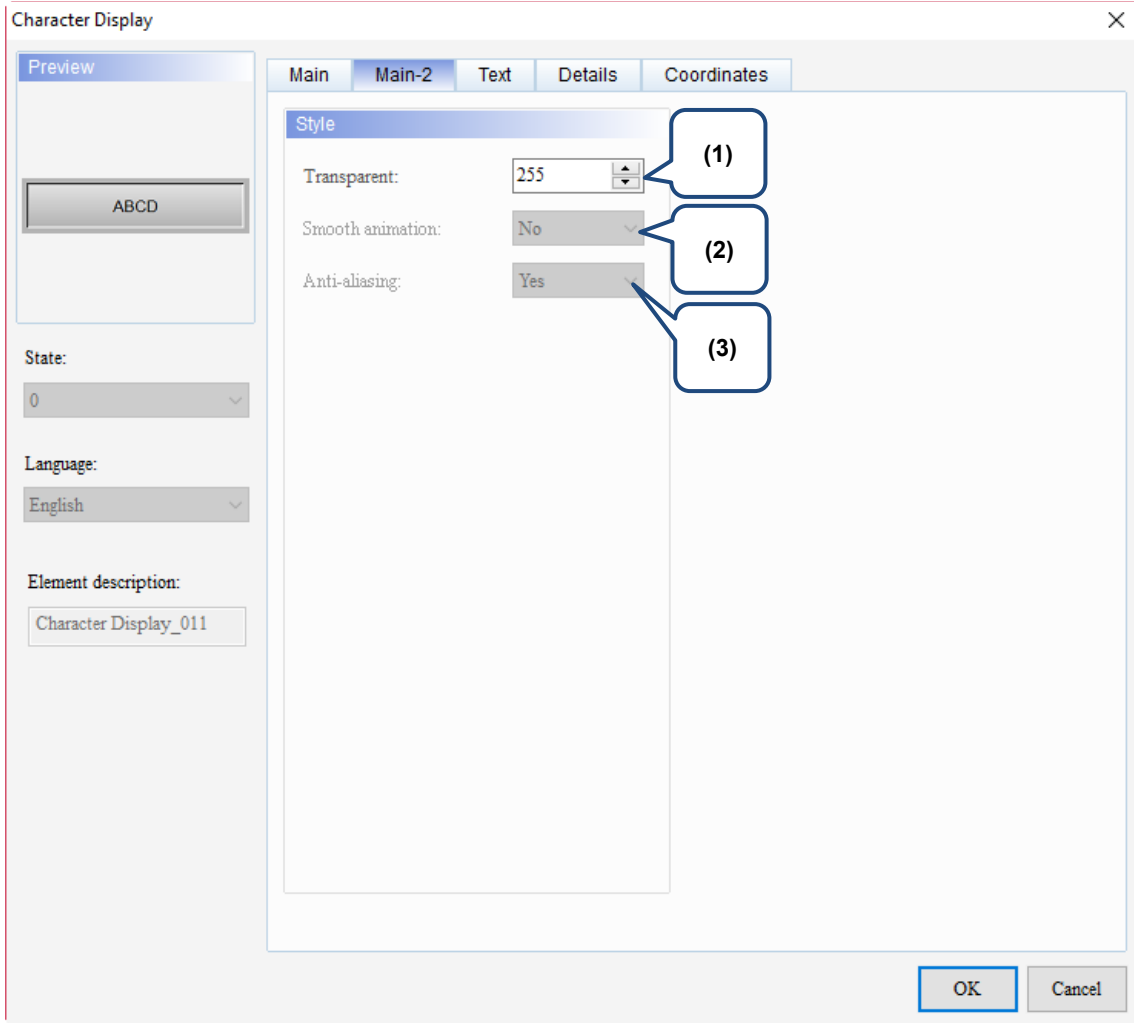 Character Display
Preview
ABCD
State:
0
Language:
English
Element description:
Character Display_011
Main Main-2 Text Details Coordinates
Style
Transparent: 255
Smooth animation: No
Anti-aliasing: Yes
(1)
(2)
(3)
OK Cancel